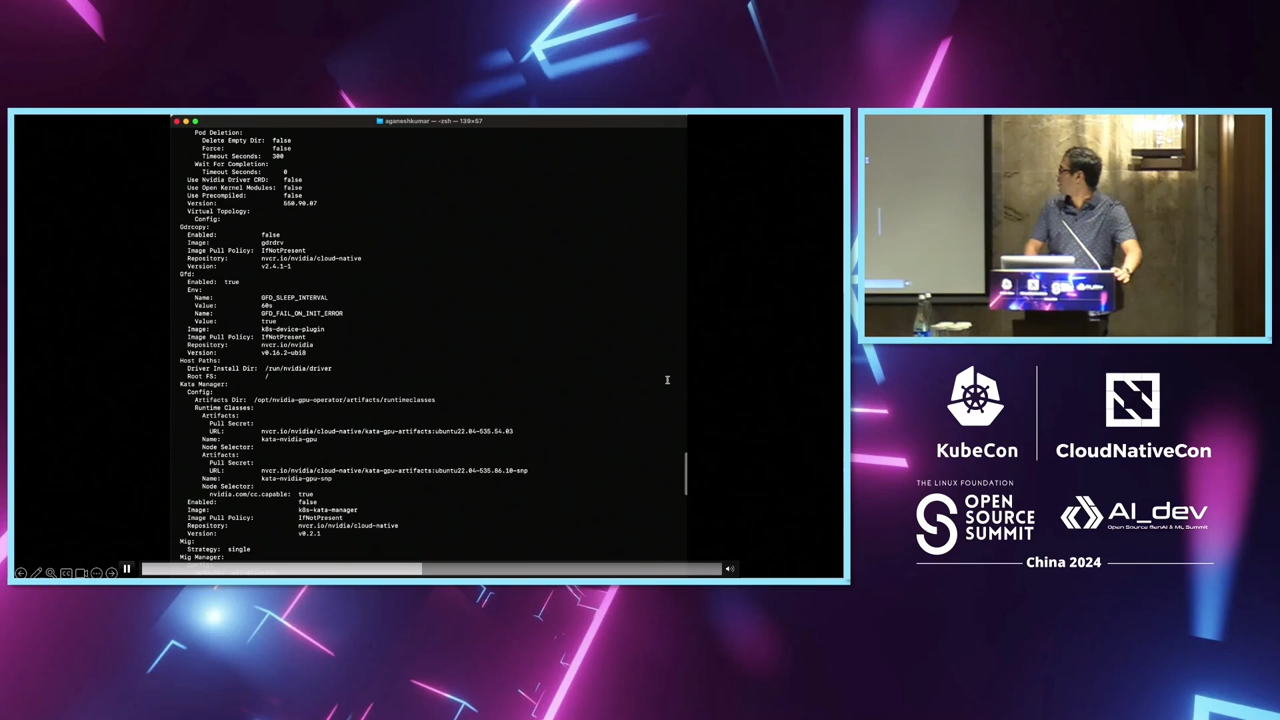 aganeshkumar — -zsh — 139×57
Pod Deletion:
Delete Empty Dir: false
Force: false
Timeout Seconds: 300
Wait For Completion:
Timeout Seconds: 0
Use Nvidia Driver CRD: false
Use Open Kernel Modules: false
Use Precompiled: false
Version: 550.90.07
Virtual Topology:
Config:
Gdrcopy:
Enabled: false
Image: gdrdrv
Image Pull Policy: IfNotPresent
Repository: nvcr.io/nvidia/cloud-native
Version: v2.4.1-1
Gfd:
Enabled: true
Env:
Name: GFD_SLEEP_INTERVAL
Value: 60s
Name: GFD_FAIL_ON_INIT_ERROR
Value: true
Image: k8s-device-plugin
Image Pull Policy: IfNotPresent
Repository: nvcr.io/nvidia
Version: v0.16.2-ubi8
Host Paths:
Driver Install Dir: /run/nvidia/driver
Root FS: /
Kata Manager:
Config:
Artifacts Dir: /opt/nvidia-gpu-operator/artifacts/runtimeclasses
Runtime Classes:
Artifacts:
Pull Secret:
URL: nvcr.io/nvidia/cloud-native/kata-gpu-artifacts:ubuntu22.04-535.54.03
Name: kata-nvidia-gpu
Node Selector:
Artifacts:
Pull Secret:
URL: nvcr.io/nvidia/cloud-native/kata-gpu-artifacts:ubuntu22.04-535.86.10-snp
Name: kata-nvidia-gpu-snp
Node Selector:
nvidia.com/cc.capable: true
Enabled: false
Image: k8s-kata-manager
Image Pull Policy: IfNotPresent
Repository: nvcr.io/nvidia/cloud-native
Version: v0.2.1
Mig:
Strategy: single
Mig Manager:
KubeCon
CloudNativeCon
THE LINUX FOUNDATION
OPEN
SOURCE
SUMMIT
AI_dev
Open Source GenAI & ML Summit
China 2024